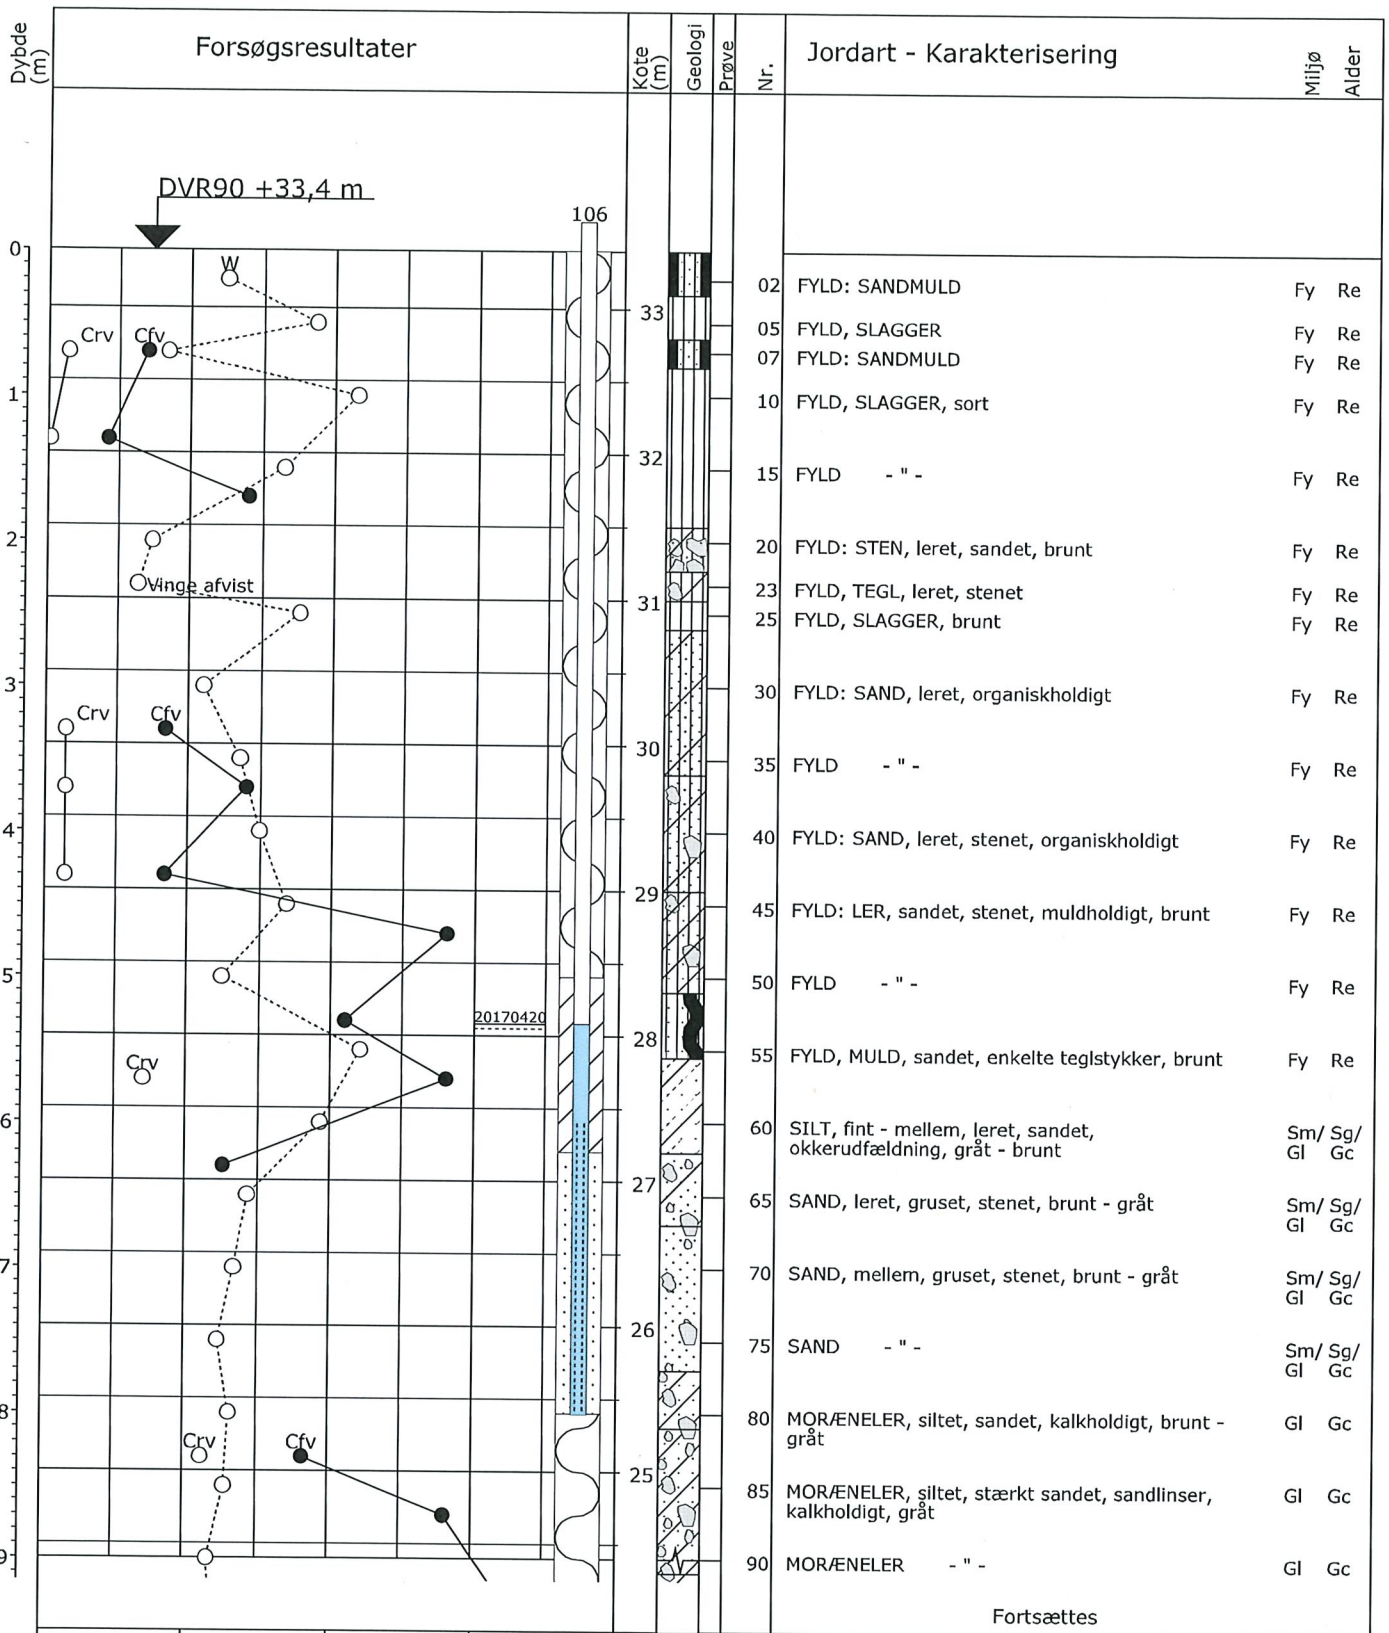 Dybde (m)
Forsøgsresultater
Kote (m)
Geologi
Prøve
Nr.
Jordart - Karakterisering
Miljø
Alder
DVR90 +33,4 m
106
0
W
02 FYLD: SANDMULD Fy Re
33
05 FYLD, SLAGGER Fy Re
Crv Cfv
07 FYLD: SANDMULD Fy Re
1
10 FYLD, SLAGGER, sort Fy Re
32
15 FYLD - " - Fy Re
2
20 FYLD: STEN, leret, sandet, brunt Fy Re
Vinge afvist
23 FYLD, TEGL, leret, stenet Fy Re
31
25 FYLD, SLAGGER, brunt Fy Re
3
30 FYLD: SAND, leret, organiskholdigt Fy Re
Crv Cfv
30
35 FYLD - " - Fy Re
4
40 FYLD: SAND, leret, stenet, organiskholdigt Fy Re
29
45 FYLD: LER, sandet, stenet, muldholdigt, brunt Fy Re
5
50 FYLD - " - Fy Re
20170420
28
55 FYLD, MULD, sandet, enkelte teglstykker, brunt Fy Re
Crv
6
60 SILT, fint - mellem, leret, sandet, Sm/ Sg/
okkerudfældning, gråt - brunt Gl Gc
27
65 SAND, leret, gruset, stenet, brunt - gråt Sm/ Sg/
Gl Gc
7
70 SAND, mellem, gruset, stenet, brunt - gråt Sm/ Sg/
Gl Gc
26
75 SAND - " - Sm/ Sg/
Gl Gc
8
80 MORÆNELER, siltet, sandet, kalkholdigt, brunt - Gl Gc
gråt
Crv Cfv
25
85 MORÆNELER, siltet, stærkt sandet, sandlinser, Gl Gc
kalkholdigt, gråt
9
90 MORÆNELER - " - Gl Gc
Fortsættes